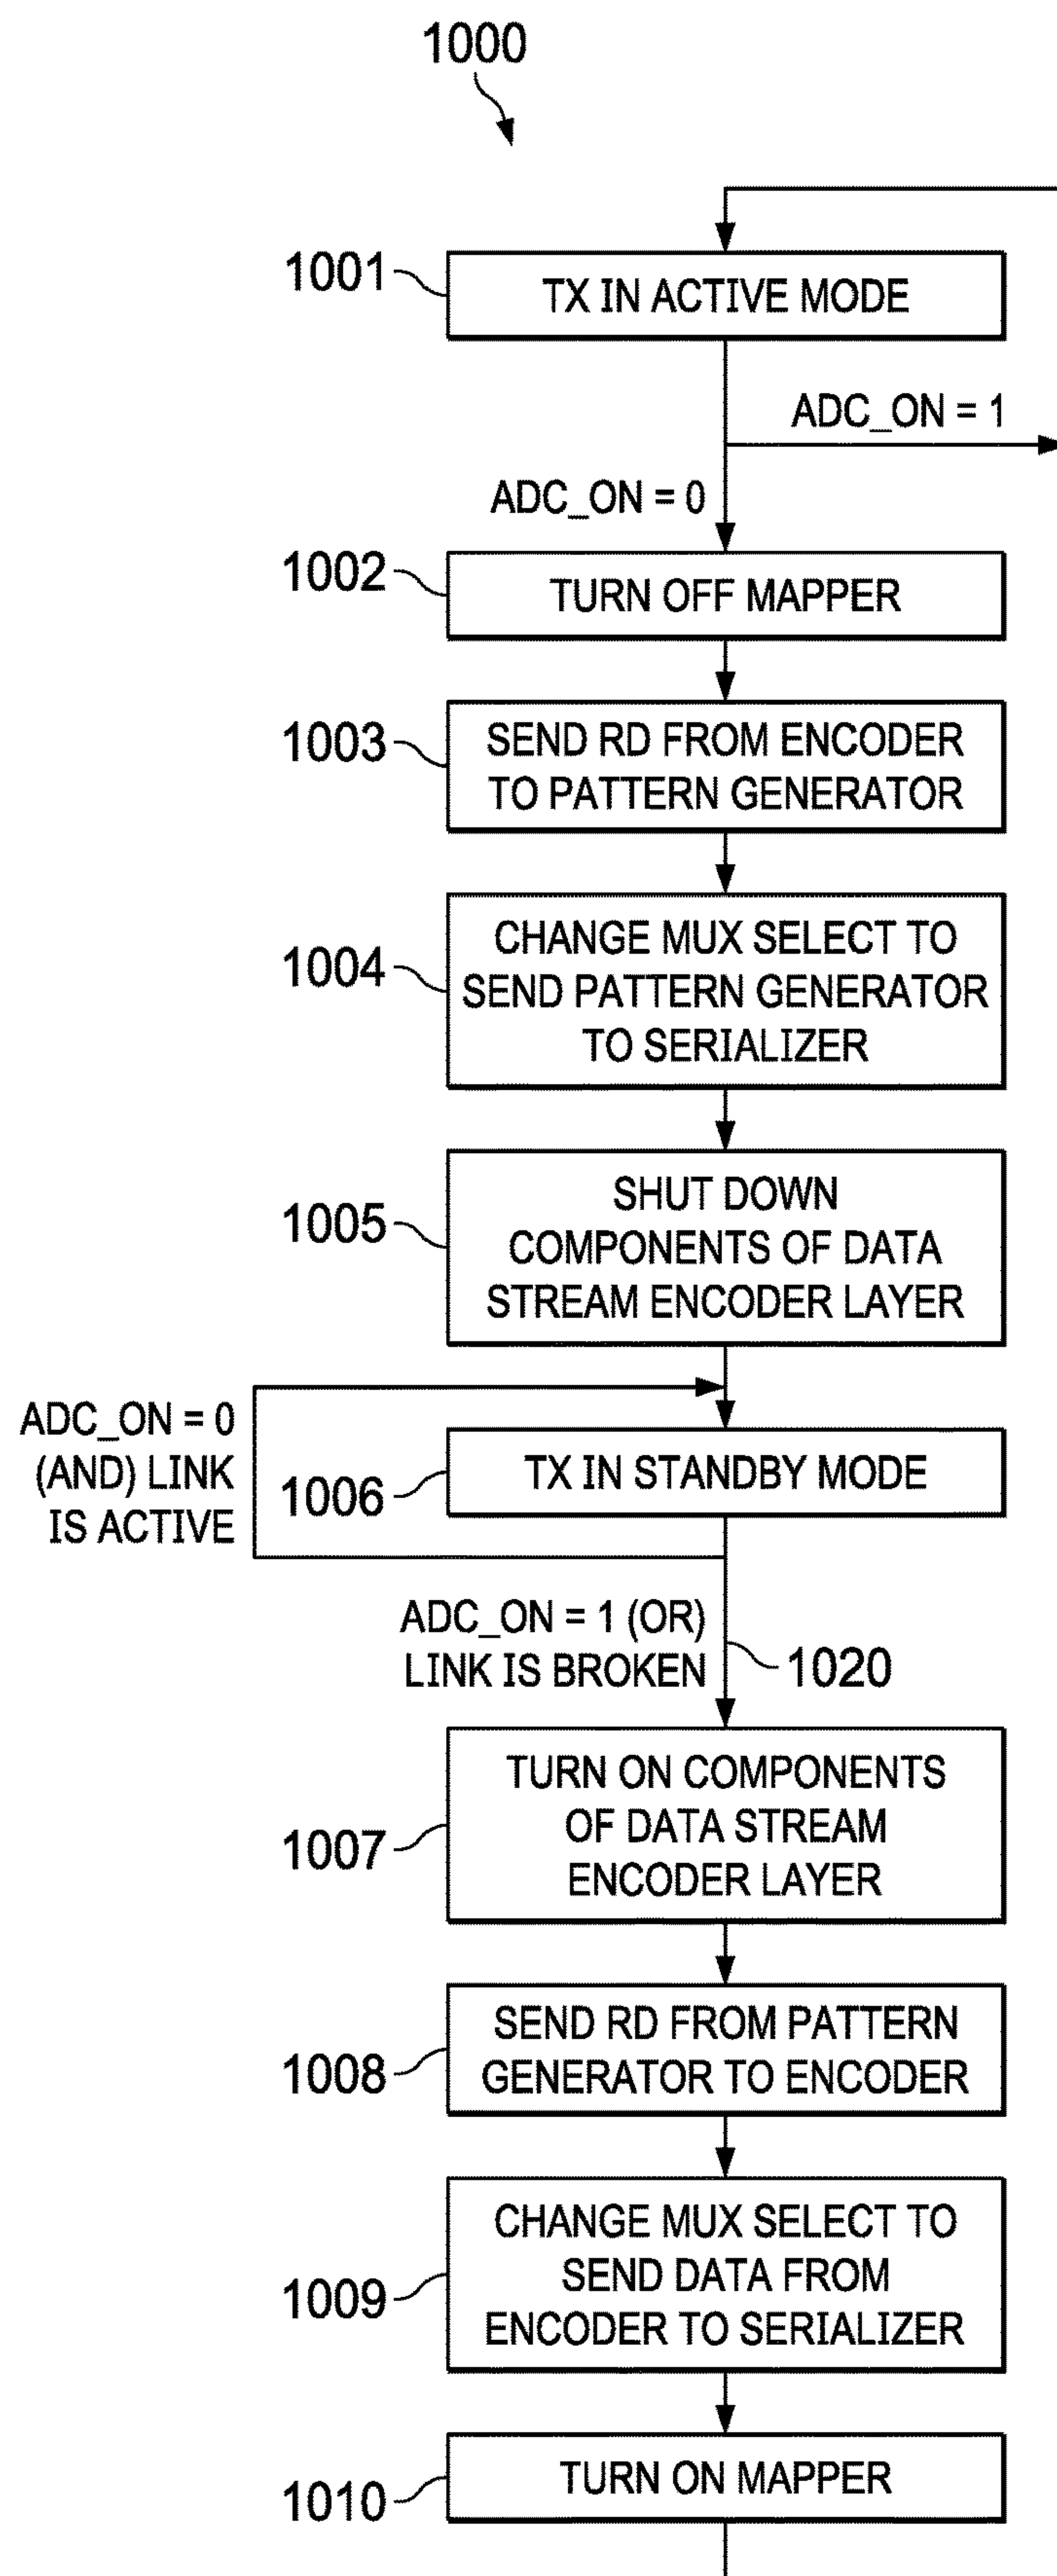 1000
1001
TX IN ACTIVE MODE
ADC_ON = 1
ADC_ON = 0
1002
TURN OFF MAPPER
1003
SEND RD FROM ENCODER
TO PATTERN GENERATOR
1004
CHANGE MUX SELECT TO
SEND PATTERN GENERATOR
TO SERIALIZER
1005
SHUT DOWN
COMPONENTS OF DATA
STREAM ENCODER LAYER
ADC_ON = 0
(AND) LINK
IS ACTIVE
1006
TX IN STANDBY MODE
ADC_ON = 1 (OR)
LINK IS BROKEN
1020
1007
TURN ON COMPONENTS
OF DATA STREAM
ENCODER LAYER
1008
SEND RD FROM PATTERN
GENERATOR TO ENCODER
1009
CHANGE MUX SELECT TO
SEND DATA FROM
ENCODER TO SERIALIZER
1010
TURN ON MAPPER